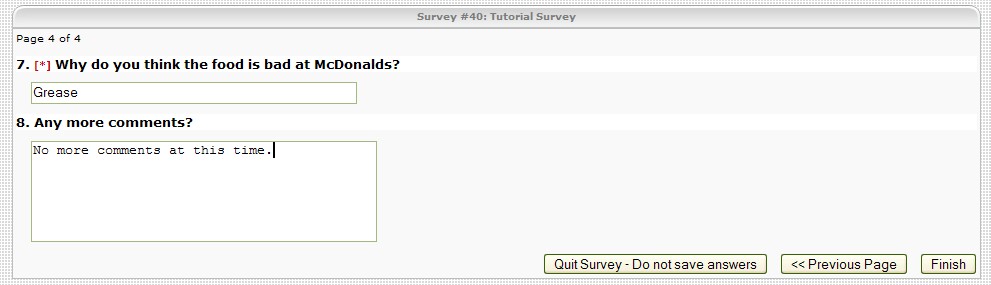 Survey #40: Tutorial Survey
Page 4 of 4
7. [*] Why do you think the food is bad at McDonalds?
Grease
8. Any more comments?
No more comments at this time.
Quit Survey - Do not save answers << Previous Page Finish